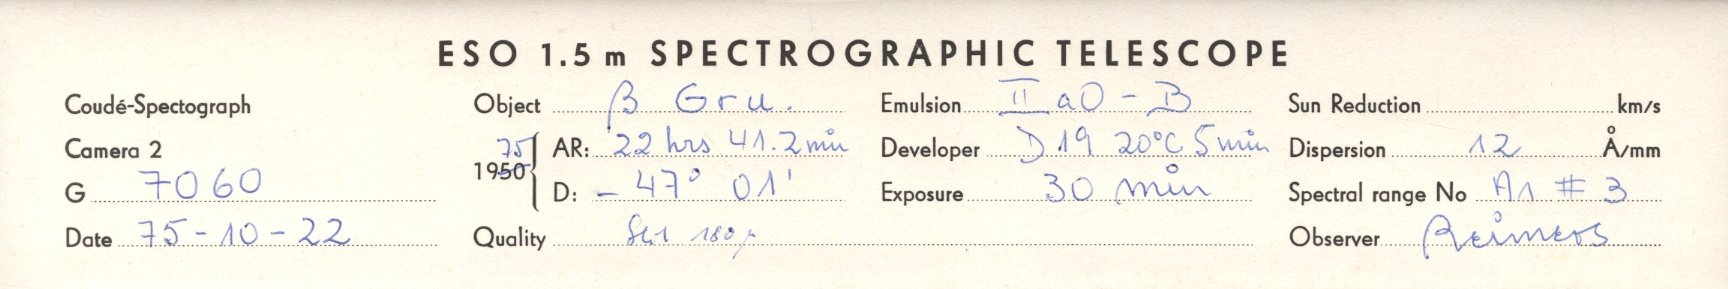 ESO 1.5 m SPECTROGRAPHIC TELESCOPE
Coudé-Spectograph Object β Gru. Emulsion IIaO - B Sun Reduction km/s
Camera 2 75 AR: 22 hrs 41.2 min Developer D19 20°C 5 min Dispersion 12 Å/mm
G 7060 1950 D: - 47° 01' Exposure 30 min Spectral range No A1 # 3
Date 75-10-22 Quality 180 μ Observer Reimers